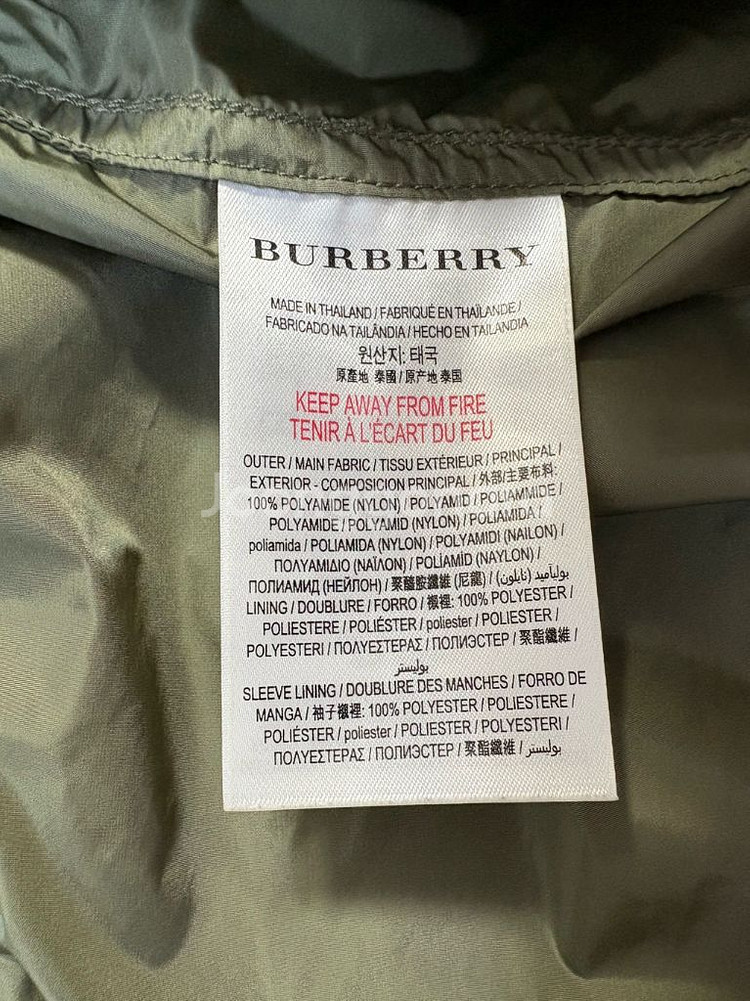 BURBERRY
MADE IN THAILAND / FABRIQUÉ EN THAÏLANDE /
FABRICADO NA TAILÂNDIA / HECHO EN TAILANDIA
원산지: 태국
原產地 泰國 / 原产地 泰国
KEEP AWAY FROM FIRE
TENIR À L'ÉCART DU FEU
OUTER / MAIN FABRIC / TISSU EXTÉRIEUR / PRINCIPAL /
EXTERIOR - COMPOSICION PRINCIPAL / 外部/主要布料:
100% POLYAMIDE (NYLON) / POLYAMID / POLIAMMIDE /
POLYAMIDE / POLYAMID (NYLON) / POLIAMIDA /
poliamida / POLIAMIDA (NYLON) / POLYAMIDI (NAILON) /
ΠΟΛΥΑΜΙΔΙΟ (ΝΑΪΛΟΝ) / POLÍAMÍD (NAYLON) /
ПОЛИАМИД (НЕЙЛОН) / 聚醯胺纖維 (尼龍) / بولياميد (نايلون) /
LINING / DOUBLURE / FORRO / 襯裡: 100% POLYESTER /
POLIESTERE / POLIÉSTER / poliester / POLIESTER /
POLYESTERI / ΠΟΛΥΕΣΤΕΡΑΣ / ПОЛИЭСТЕР / 聚酯纖維 /
بوليستر
SLEEVE LINING / DOUBLURE DES MANCHES / FORRO DE
MANGA / 袖子襯裡: 100% POLYESTER / POLIESTERE /
POLIÉSTER / poliester / POLIESTER / POLYESTERI /
ΠΟΛΥΕΣΤΕΡΑΣ / ПОЛИЭСТЕР / 聚酯纖維 / بوليستر